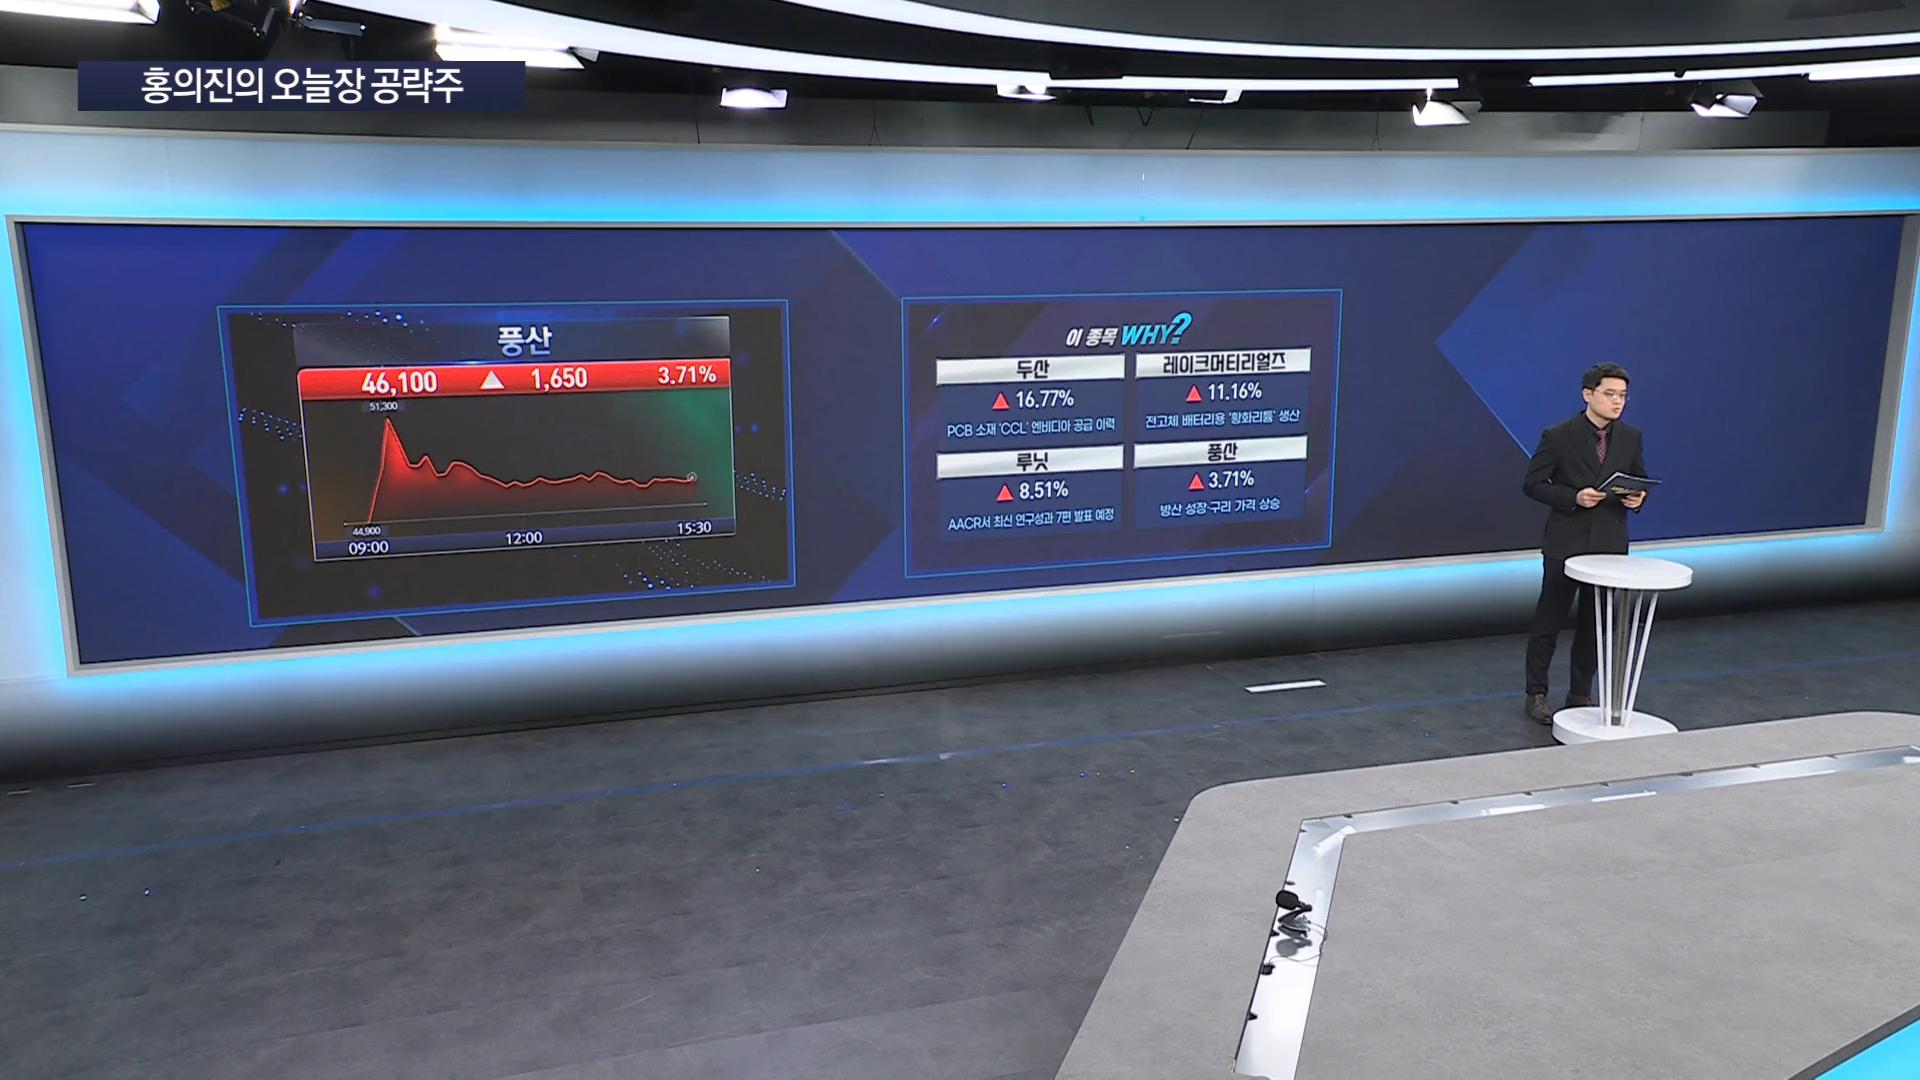 홍의진의 오늘장 공략주
풍산
46,100 ▲ 1,650 3.71%
51,300
44,900
09:00 12:00 15:30
이 종목 WHY?
두산
▲ 16.77%
PCB 소재 'CCL' 엔비디아 공급 이력
레이크머티리얼즈
▲ 11.16%
전고체 배터리용 '황화리튬' 생산
루닛
▲ 8.51%
AACR서 최신 연구성과 7편 발표 예정
풍산
▲ 3.71%
방산 성장·구리 가격 상승